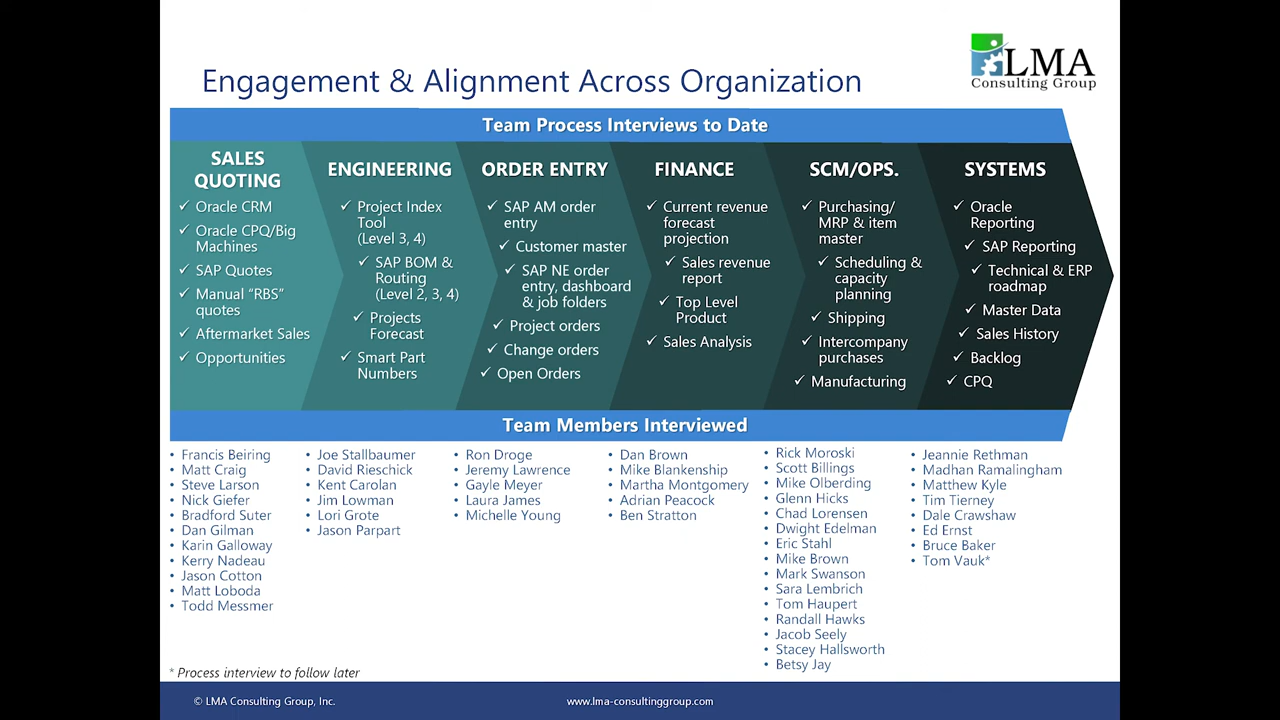 LMA
Consulting Group
Engagement & Alignment Across Organization
Team Process Interviews to Date
SALES
QUOTING
✓ Oracle CRM
✓ Oracle CPQ/Big
Machines
✓ SAP Quotes
✓ Manual “RBS”
quotes
✓ Aftermarket Sales
✓ Opportunities
ENGINEERING
✓ Project Index
Tool
(Level 3, 4)
✓ SAP BOM &
Routing
(Level 2, 3, 4)
✓ Projects
Forecast
✓ Smart Part
Numbers
ORDER ENTRY
✓ SAP AM order
entry
✓ Customer master
✓ SAP NE order
entry, dashboard
& job folders
✓ Project orders
✓ Change orders
✓ Open Orders
FINANCE
✓ Current revenue
forecast
projection
✓ Sales revenue
report
✓ Top Level
Product
✓ Sales Analysis
SCM/OPS.
✓ Purchasing/
MRP & item
master
✓ Scheduling &
capacity
planning
✓ Shipping
✓ Intercompany
purchases
✓ Manufacturing
SYSTEMS
✓ Oracle
Reporting
✓ SAP Reporting
✓ Technical & ERP
roadmap
✓ Master Data
✓ Sales History
✓ Backlog
✓ CPQ
Team Members Interviewed
• Francis Beiring
• Matt Craig
• Steve Larson
• Nick Giefer
• Bradford Suter
• Dan Gilman
• Karin Galloway
• Kerry Nadeau
• Jason Cotton
• Matt Loboda
• Todd Messmer
• Joe Stallbaumer
• David Rieschick
• Kent Carolan
• Jim Lowman
• Lori Grote
• Jason Parpart
• Ron Droge
• Jeremy Lawrence
• Gayle Meyer
• Laura James
• Michelle Young
• Dan Brown
• Mike Blankenship
• Martha Montgomery
• Adrian Peacock
• Ben Stratton
• Rick Moroski
• Scott Billings
• Mike Olberding
• Glenn Hicks
• Chad Lorensen
• Dwight Edelman
• Eric Stahl
• Mike Brown
• Mark Swanson
• Sara Lembrich
• Tom Haupert
• Randall Hawks
• Jacob Seely
• Stacey Hallsworth
• Betsy Jay
• Jeannie Rethman
• Madhan Ramalingham
• Matthew Kyle
• Tim Tierney
• Dale Crawshaw
• Ed Ernst
• Bruce Baker
• Tom Vauk*
* Process interview to follow later
© LMA Consulting Group, Inc.
www.lma-consultinggroup.com